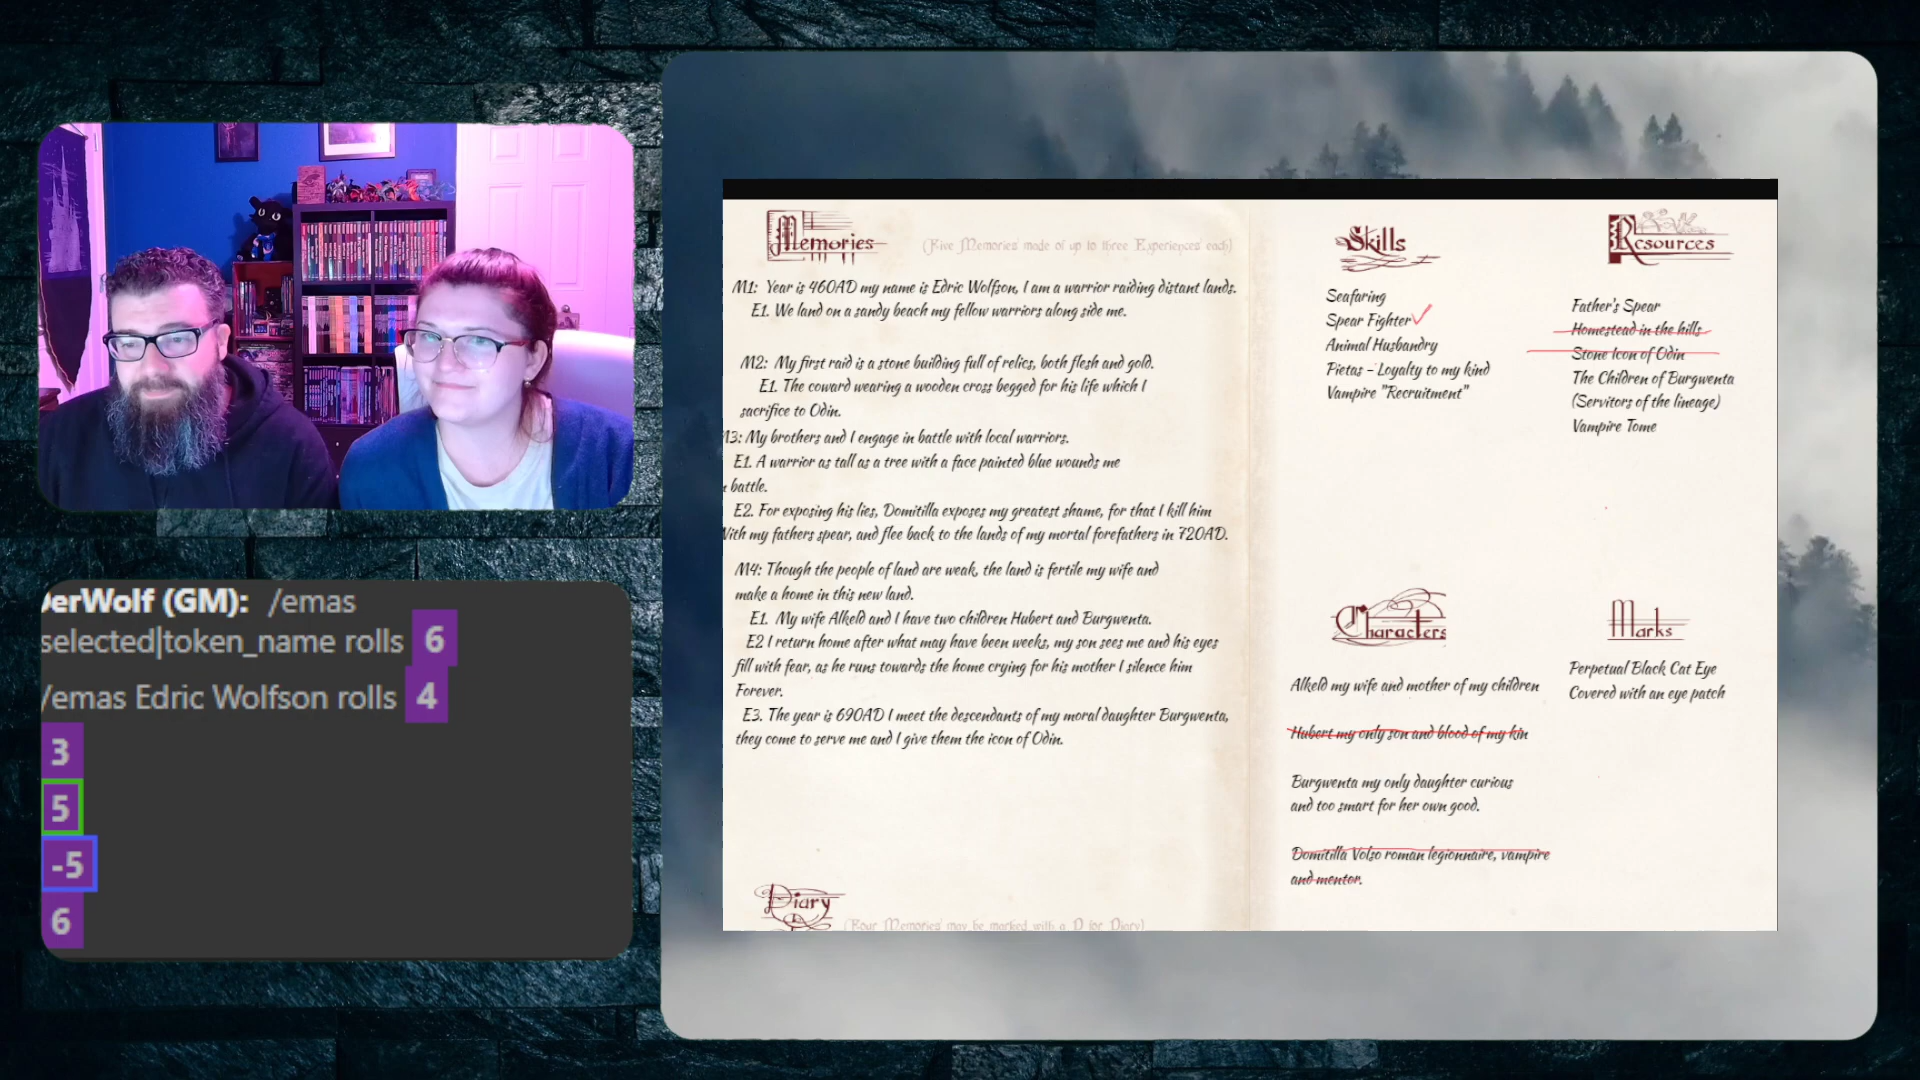 Memories
(Five 'Memories' made of up to three 'Experiences' each)
M1: Year is 460AD my name is Edric Wolfson, I am a warrior raiding distant lands.
E1. We land on a sandy beach my fellow warriors along side me.
M2: My first raid is a stone building full of relics, both flesh and gold.
E1. The coward wearing a wooden cross begged for his life which I
sacrifice to Odin.
M3: My brothers and I engage in battle with local warriors.
E1. A warrior as tall as a tree with a face painted blue wounds me
battle.
E2. For exposing his lies, Domitilla exposes my greatest shame, for that I kill him
With my fathers spear, and flee back to the lands of my mortal forefathers in 720AD.
M4: Though the people of land are weak, the land is fertile my wife and
make a home in this new land.
E1. My wife Alkeld and I have two children Hubert and Burgwenta.
E2 I return home after what may have been weeks, my son sees me and his eyes
fill with fear, as he runs towards the home crying for his mother I silence him
Forever.
E3. The year is 690AD I meet the descendants of my moral daughter Burgwenta,
they come to serve me and I give them the icon of Odin.
Diary
(Four 'Memories' may be marked with a D for Diary)
Skills
Seafaring
Spear Fighter
Animal Husbandry
Pietas - Loyalty to my kind
Vampire "Recruitment"
Resources
Father's Spear
Homestead in the hills
Stone Icon of Odin
The Children of Burgwenta
(Servitors of the lineage)
Vampire Tome
Characters
Alkeld my wife and mother of my children
Hubert my only son and blood of my kin
Burgwenta my only daughter curious
and too smart for her own good.
Domitilla Volso roman legionnaire, vampire
and mentor.
Marks
Perpetual Black Cat Eye
Covered with an eye patch
DerWolf (GM): /emas
selected|token_name rolls 6
/emas Edric Wolfson rolls 4
3
5
-5
6